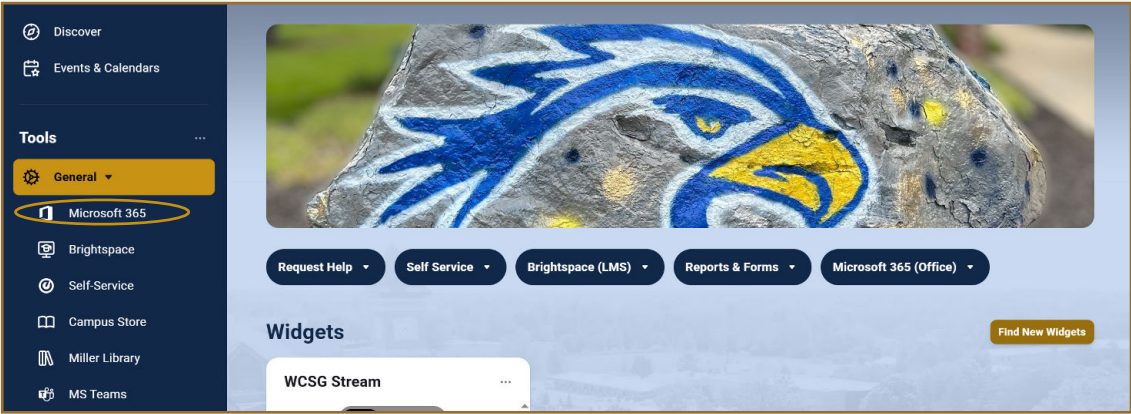 Discover
Events & Calendars
Tools
General
Microsoft 365
Brightspace
Self-Service
Campus Store
Miller Library
MS Teams
Request Help
Self Service
Brightspace (LMS)
Reports & Forms
Microsoft 365 (Office)
Widgets
Find New Widgets
WCSG Stream